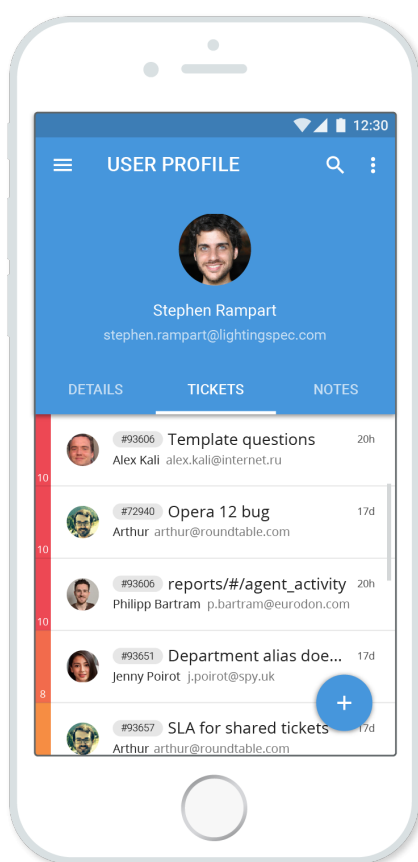 12:30
USER PROFILE
Stephen Rampart
stephen.rampart@lightingspec.com
DETAILS TICKETS NOTES
#93606 Template questions 20h
Alex Kali alex.kali@internet.ru
10
#72940 Opera 12 bug 17d
Arthur arthur@roundtable.com
10
#93606 reports/#/agent_activity 20h
Philipp Bartram p.bartram@eurodon.com
10
#93651 Department alias doe... 17d
Jenny Poirot j.poirot@spy.uk
8
+
#93657 SLA for shared tickets 17d
Arthur arthur@roundtable.com